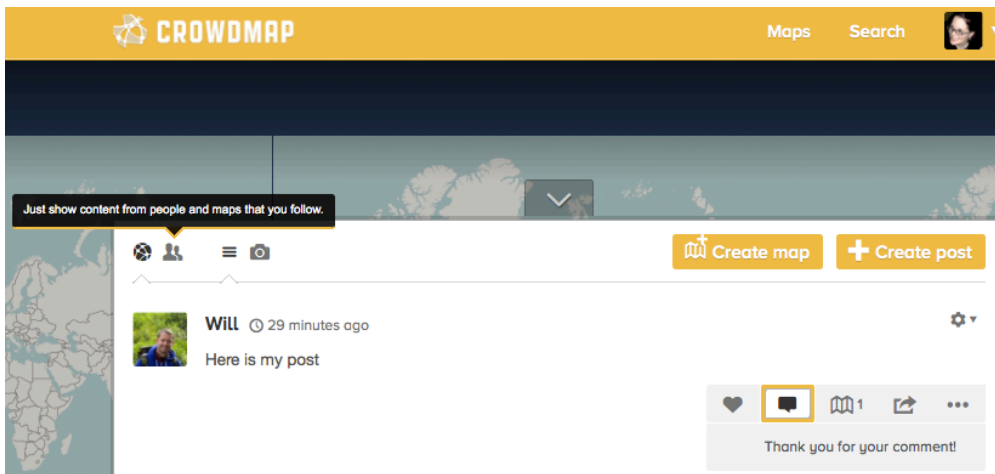 CROWDMAP
Maps
Search
Just show content from people and maps that you follow.
Create map
Create post
Will 29 minutes ago
Here is my post
1
Thank you for your comment!